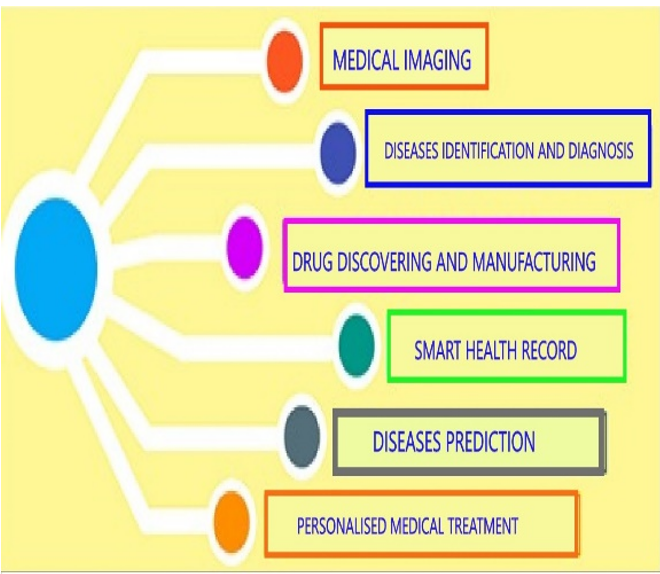 MEDICAL IMAGING
DISEASES IDENTIFICATION AND DIAGNOSIS
DRUG DISCOVERING AND MANUFACTURING
SMART HEALTH RECORD
DISEASES PREDICTION
PERSONALISED MEDICAL TREATMENT